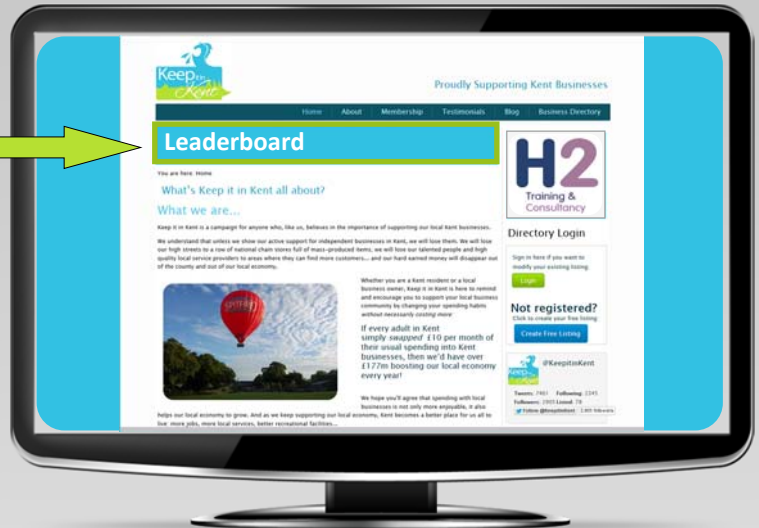 Keep in
Kent
Proudly Supporting Kent Businesses
Home About Membership Testimonials Blog Business Directory
Leaderboard
You are here: Home
What's Keep it in Kent all about?
What we are...
Keep it in Kent is a campaign for anyone who, like us, believes in the importance of supporting our local Kent businesses.
We understand that unless we show our active support for independent businesses in Kent, we will lose them. We will lose
our high streets to a row of national chain stores full of mass-produced items, we will lose our talented people and high
quality local service providers to areas where they can find more customers... and our hard earned money will disappear out
of the county and out of our local economy.
Whether you are a Kent resident or a local
business owner, Keep it in Kent is here to remind
and encourage you to support your local business
community by changing your spending habits
without necessarily costing more!
If every adult in Kent
simply swapped £10 per month of
their usual spending into Kent
businesses, then we'd have over
£177m boosting our local economy
every year!
We hope you'll agree that spending with local
businesses is not only more enjoyable, it also
helps our local economy to grow. And as we keep supporting our local economy, Kent becomes a better place for us all to
live: more jobs, more local services, better recreational facilities...
H2
Training &
Consultancy
Directory Login
Sign in here if you want to
modify your existing listing
Login
Not registered?
Click to create your free listing
Create Free Listing
@KeepitinKent
Tweets: 7461 Following: 2245
Followers: 2905 Listed: 78
Follow @KeepitinKent